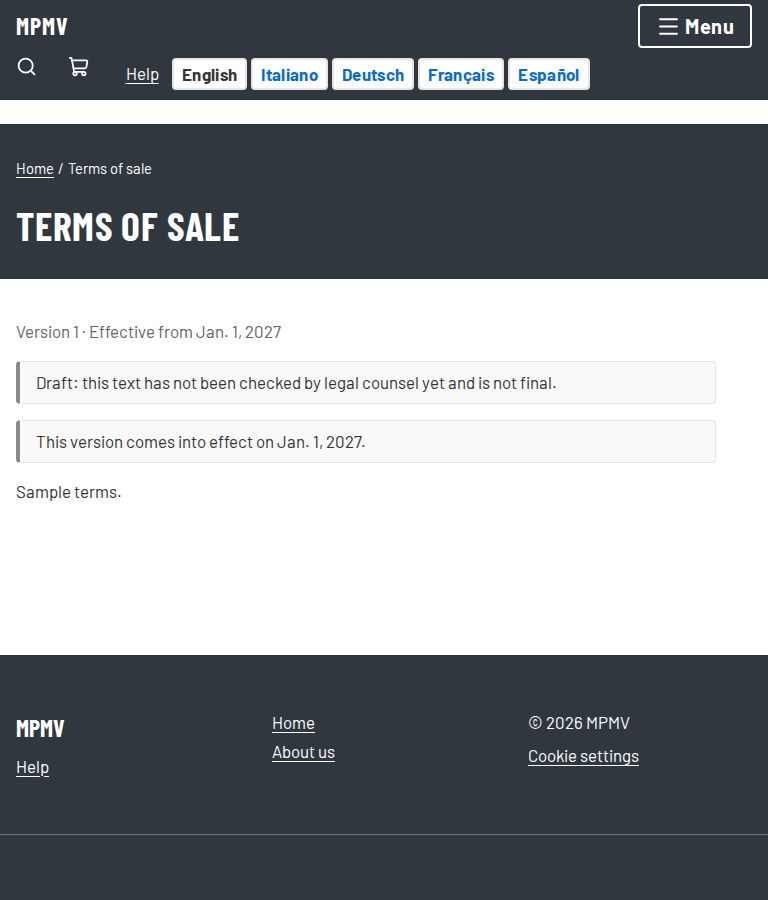 MPMV
Menu
Help English Italiano Deutsch Français Español
Home / Terms of sale
TERMS OF SALE
Version 1 · Effective from Jan. 1, 2027
Draft: this text has not been checked by legal counsel yet and is not final.
This version comes into effect on Jan. 1, 2027.
Sample terms.
MPMV
Help
Home
About us
© 2026 MPMV
Cookie settings